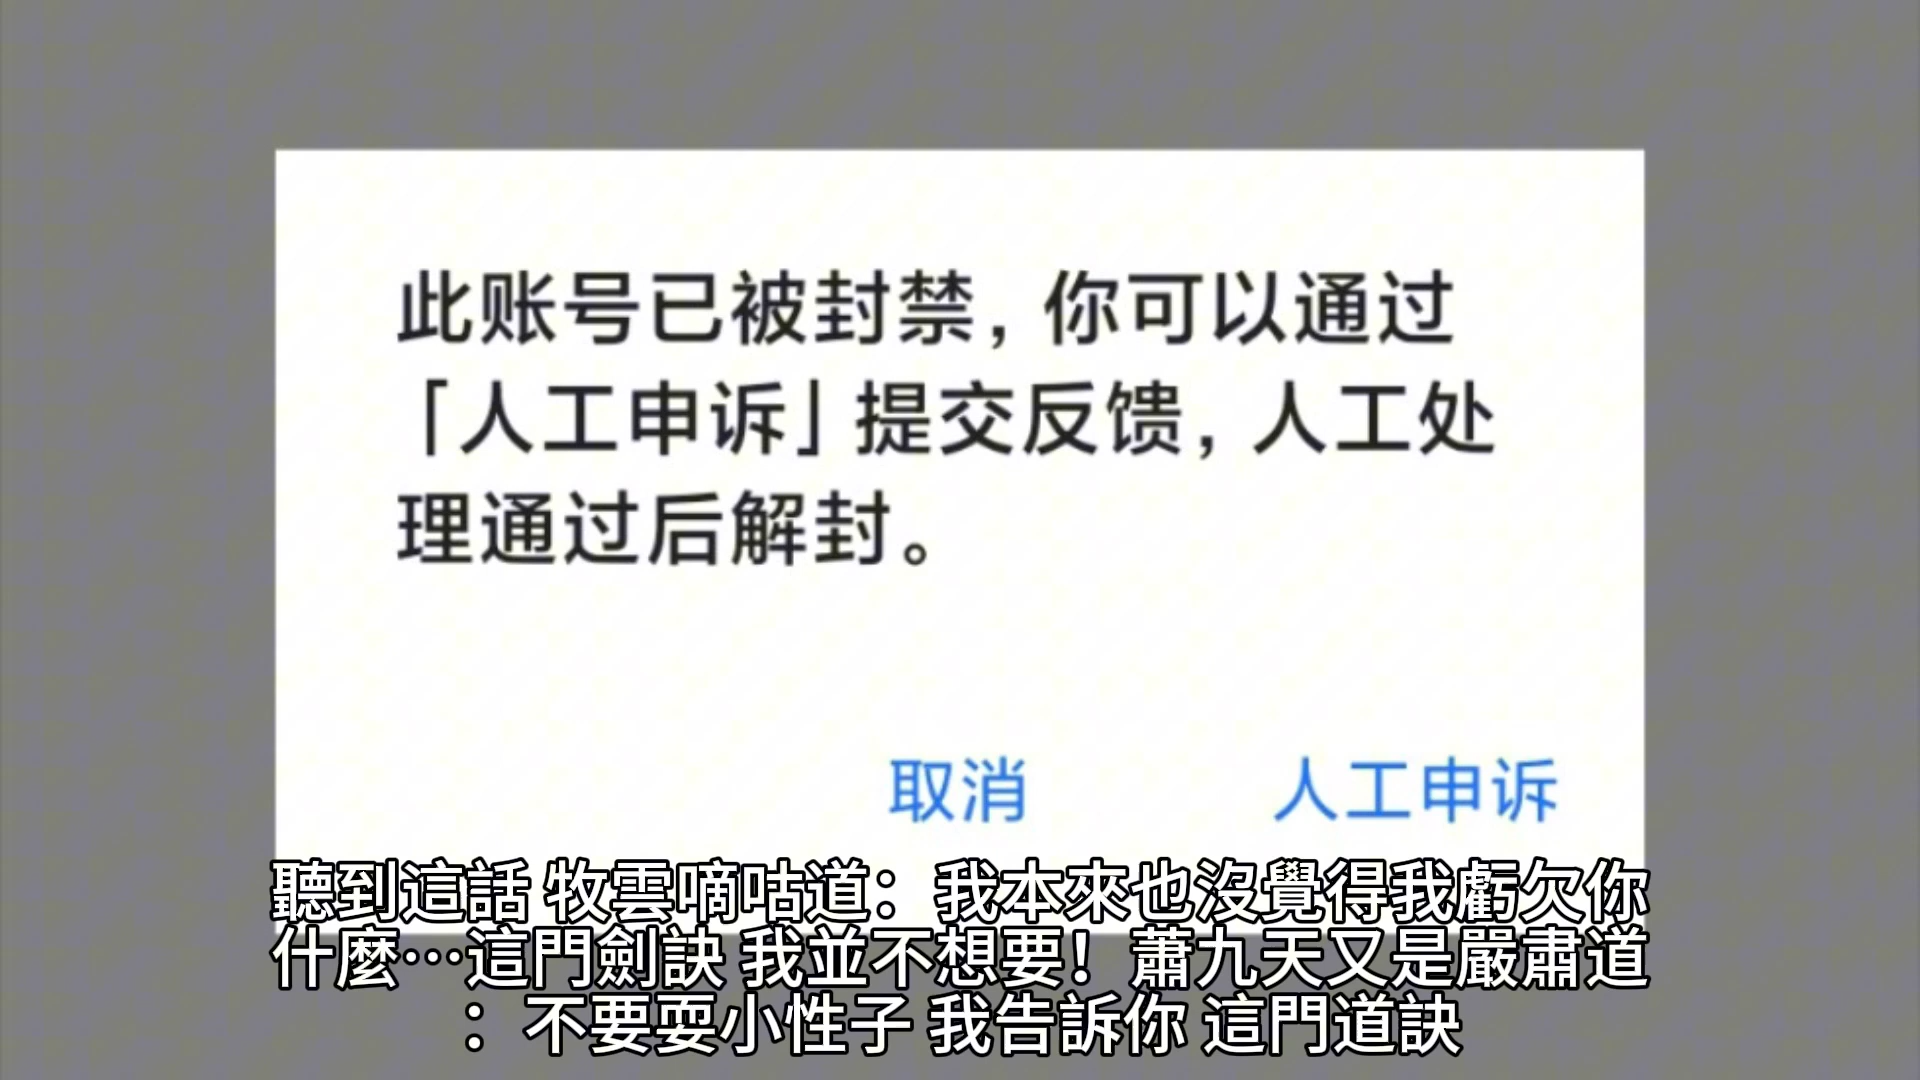 此账号已被封禁，你可以通过
「人工申诉」提交反馈，人工处
理通过后解封。
取消 人工申诉
聽到這話 牧雲嘀咕道：我本來也沒覺得我虧欠你
什麼…這門劍訣 我並不想要！蕭九天又是嚴肅道
：不要耍小性子 我告訴你 這門道訣